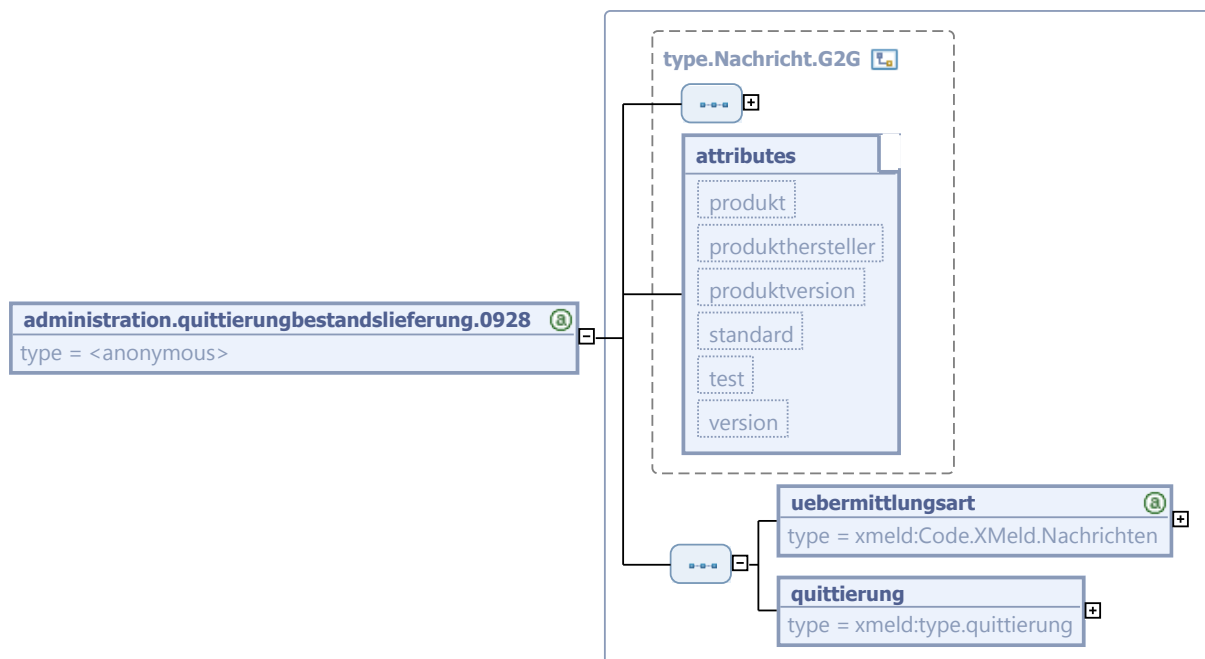 type.Nachricht.G2G
attributes
produkt
produkthersteller
produktversion
standard
test
version
administration.quittierungbestandslieferung.0928 a
type = <anonymous>
uebermittlungsart a
type = xmeld:Code.XMeld.Nachrichten
quittierung
type = xmeld:type.quittierung